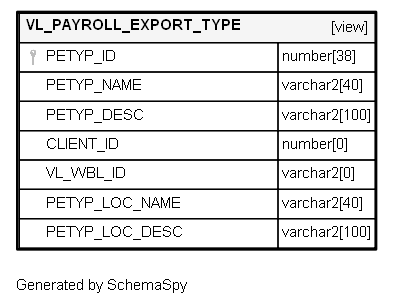 VL_PAYROLL_EXPORT_TYPE [view]
PETYP_ID number[38]
PETYP_NAME varchar2[40]
PETYP_DESC varchar2[100]
CLIENT_ID number[0]
VL_WBL_ID varchar2[0]
PETYP_LOC_NAME varchar2[40]
PETYP_LOC_DESC varchar2[100]
Generated by SchemaSpy